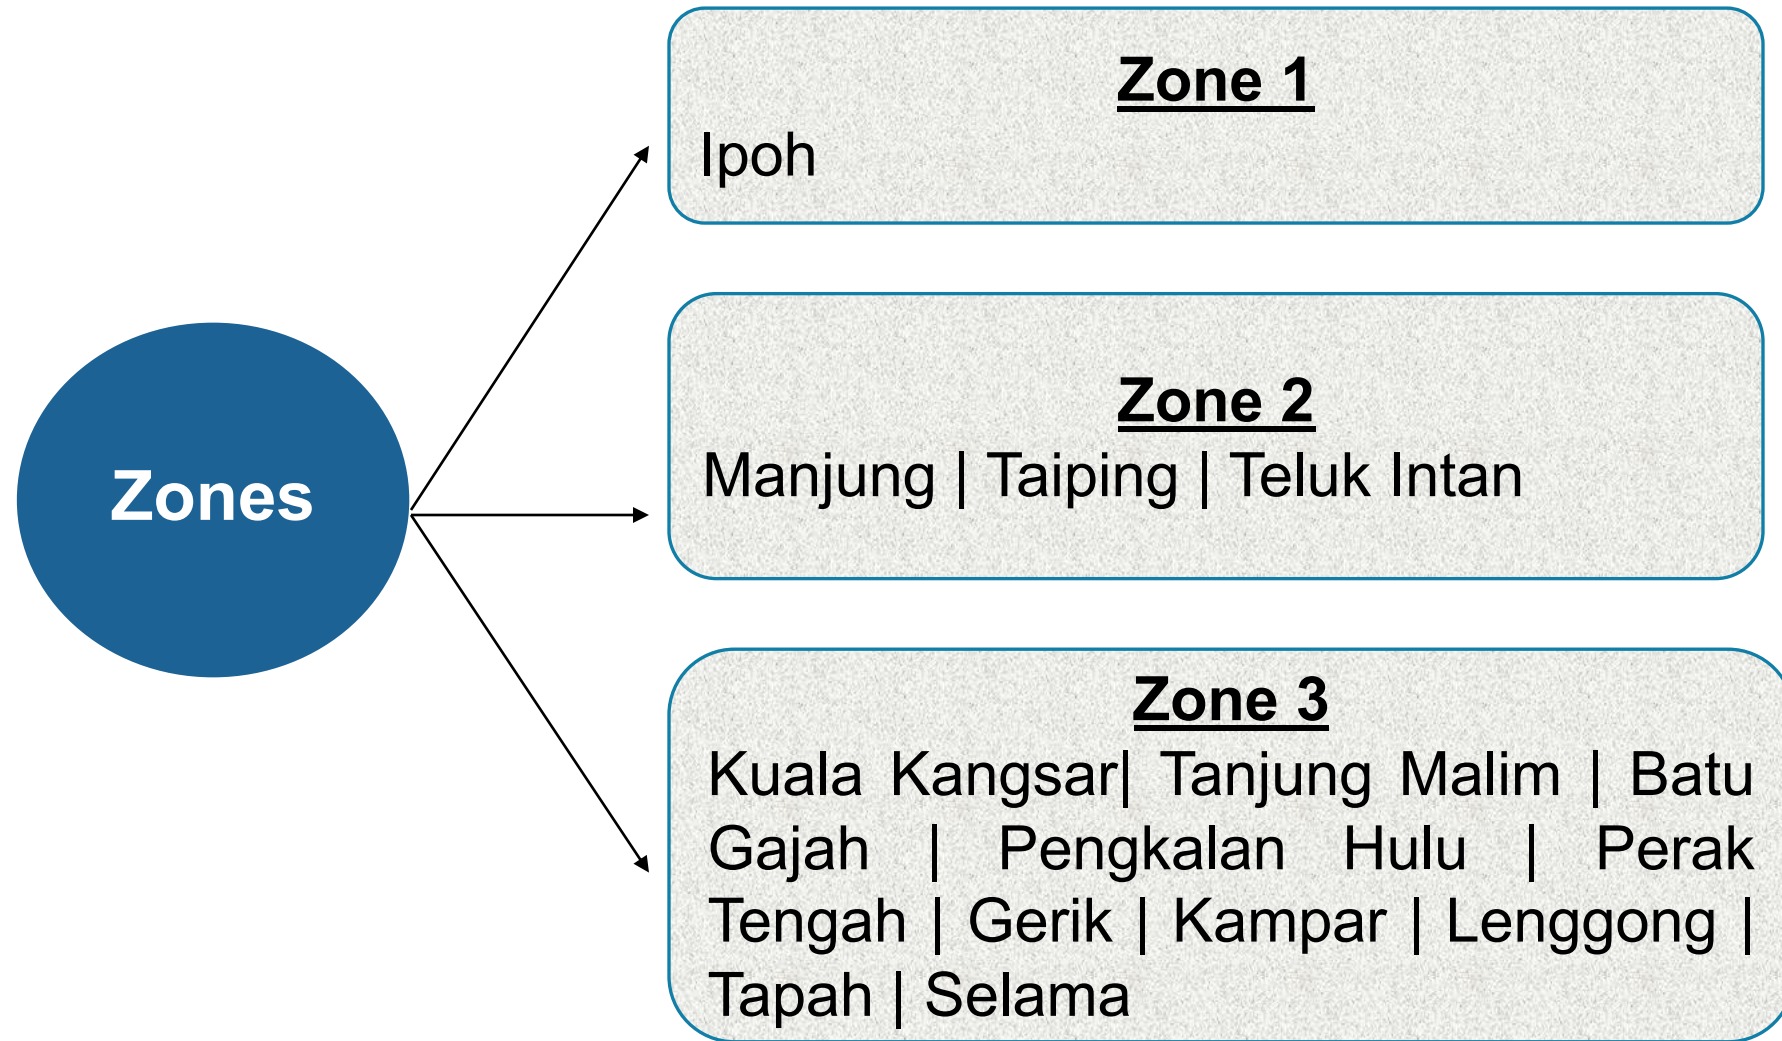 Zones
Zone 1
Ipoh
Zone 2
Manjung | Taiping | Teluk Intan
Zone 3
Kuala Kangsar| Tanjung Malim | Batu
Gajah | Pengkalan Hulu | Perak
Tengah | Gerik | Kampar | Lenggong |
Tapah | Selama